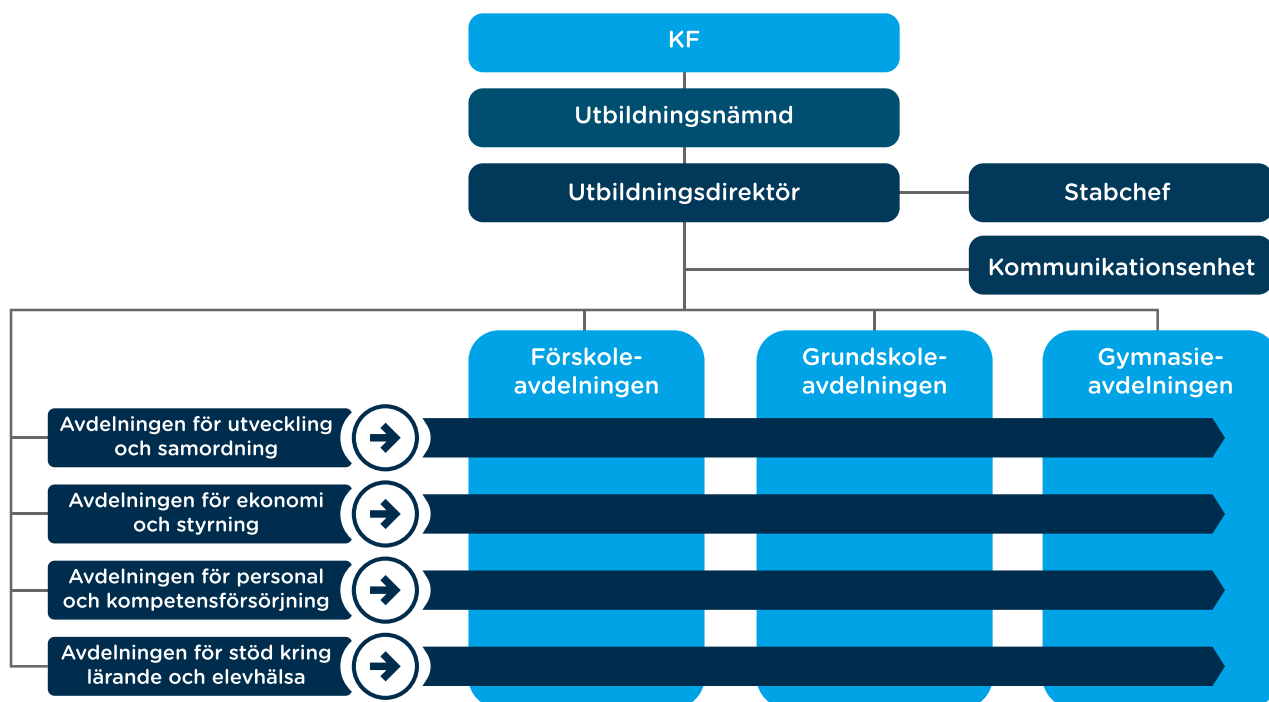 KF
Utbildningsnämnd
Utbildningsdirektör
Stabchef
Kommunikationsenhet
Förskole-
avdelningen
Grundskole-
avdelningen
Gymnasie-
avdelningen
Avdelningen för utveckling
och samordning
Avdelningen för ekonomi
och styrning
Avdelningen för personal
och kompetensförsörjning
Avdelningen för stöd kring
lärande och elevhälsa